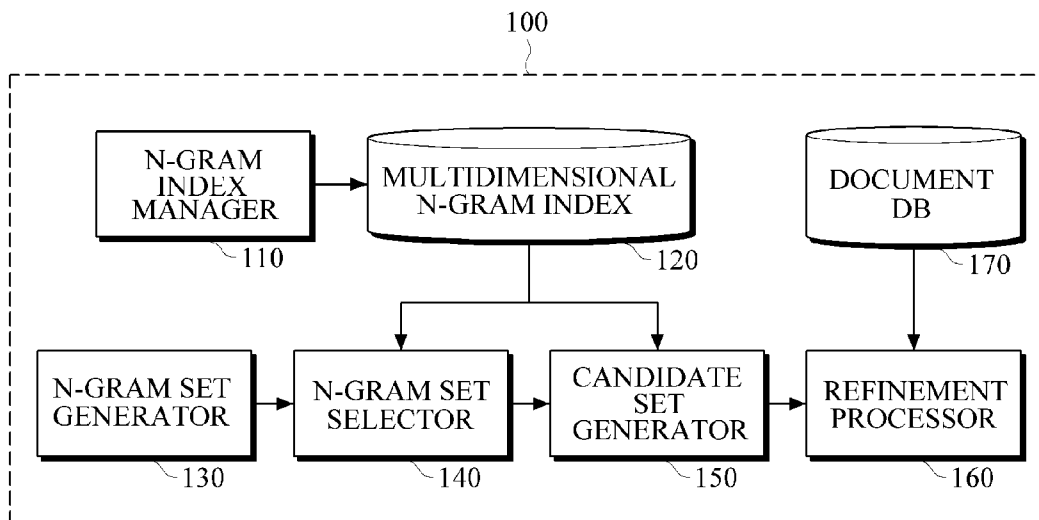 100
N-GRAM
INDEX
MANAGER
110
MULTIDIMENSIONAL
N-GRAM INDEX
120
DOCUMENT
DB
170
N-GRAM SET
GENERATOR
130
N-GRAM SET
SELECTOR
140
CANDIDATE
SET
GENERATOR
150
REFINEMENT
PROCESSOR
160